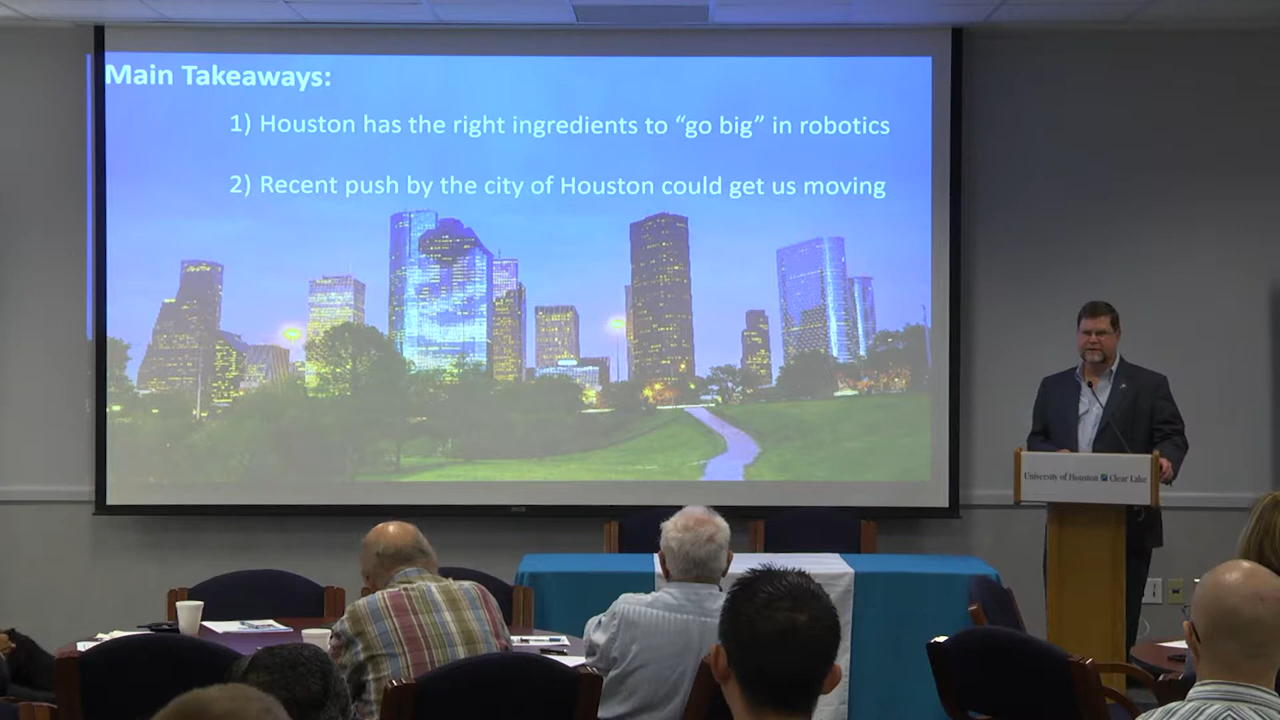 Main Takeaways:
1) Houston has the right ingredients to “go big” in robotics
2) Recent push by the city of Houston could get us moving
University of Houston Clear Lake